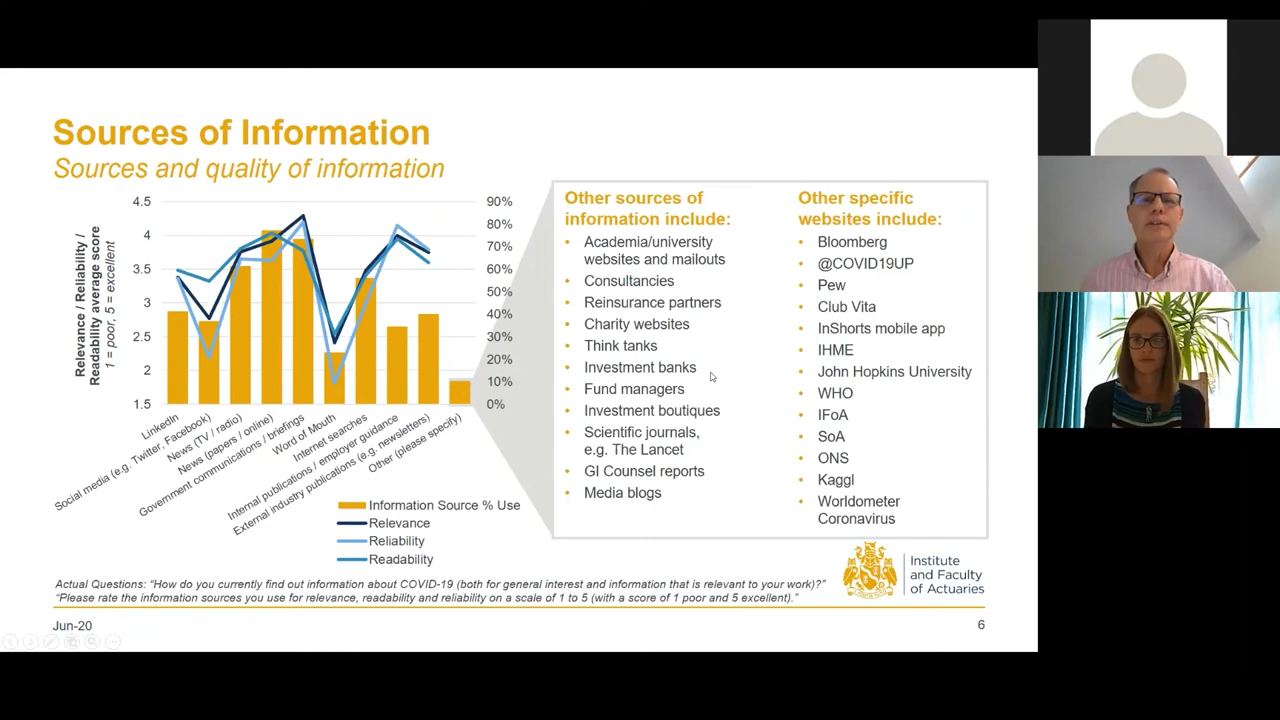 Sources of Information
Sources and quality of information
Relevance / Reliability /
Readability average score
1 = poor, 5 = excellent
4.5
4
3.5
3
2.5
2
1.5
90%
80%
70%
60%
50%
40%
30%
20%
10%
0%
LinkedIn
Social media (e.g. Twitter, Facebook)
News (TV / radio)
News (papers / online)
Government communications / briefings
Word of Mouth
Internet searches
Internal publications / employer guidance
External industry publications (e.g. newsletters)
Other (please specify)
Information Source % Use
Relevance
Reliability
Readability
Other sources of
information include:
• Academia/university
websites and mailouts
• Consultancies
• Reinsurance partners
• Charity websites
• Think tanks
• Investment banks
• Fund managers
• Investment boutiques
• Scientific journals,
e.g. The Lancet
• GI Counsel reports
• Media blogs
Other specific
websites include:
• Bloomberg
• @COVID19UP
• Pew
• Club Vita
• InShorts mobile app
• IHME
• John Hopkins University
• WHO
• IFoA
• SoA
• ONS
• Kaggl
• Worldometer
Coronavirus
Institute
and Faculty
of Actuaries
Actual Questions: “How do you currently find out information about COVID-19 (both for general interest and information that is relevant to your work)?”
“Please rate the information sources you use for relevance, readability and reliability on a scale of 1 to 5 (with a score of 1 poor and 5 excellent).”
Jun-20
6